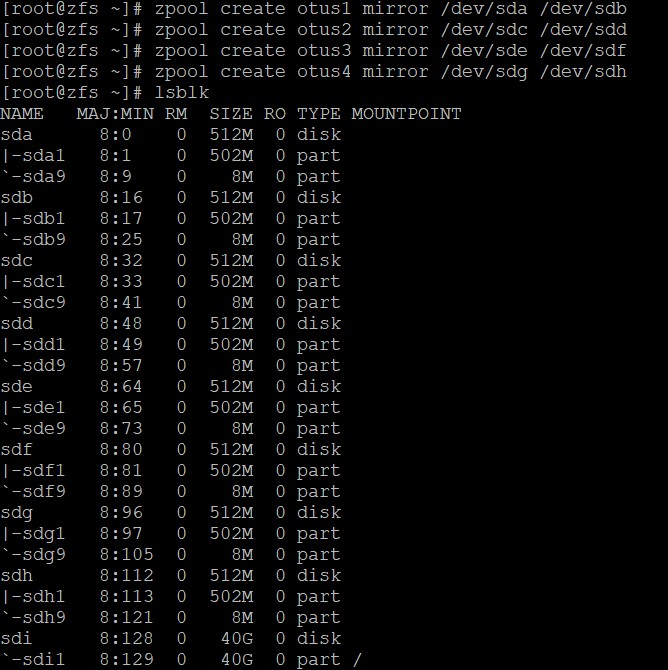 [root@zfs ~]# zpool create otus1 mirror /dev/sda /dev/sdb
[root@zfs ~]# zpool create otus2 mirror /dev/sdc /dev/sdd
[root@zfs ~]# zpool create otus3 mirror /dev/sde /dev/sdf
[root@zfs ~]# zpool create otus4 mirror /dev/sdg /dev/sdh
[root@zfs ~]# lsblk
NAME   MAJ:MIN RM  SIZE RO TYPE MOUNTPOINT
sda      8:0    0  512M  0 disk
|-sda1   8:1    0  502M  0 part
`-sda9   8:9    0    8M  0 part
sdb      8:16   0  512M  0 disk
|-sdb1   8:17   0  502M  0 part
`-sdb9   8:25   0    8M  0 part
sdc      8:32   0  512M  0 disk
|-sdc1   8:33   0  502M  0 part
`-sdc9   8:41   0    8M  0 part
sdd      8:48   0  512M  0 disk
|-sdd1   8:49   0  502M  0 part
`-sdd9   8:57   0    8M  0 part
sde      8:64   0  512M  0 disk
|-sde1   8:65   0  502M  0 part
`-sde9   8:73   0    8M  0 part
sdf      8:80   0  512M  0 disk
|-sdf1   8:81   0  502M  0 part
`-sdf9   8:89   0    8M  0 part
sdg      8:96   0  512M  0 disk
|-sdg1   8:97   0  502M  0 part
`-sdg9   8:105  0    8M  0 part
sdh      8:112  0  512M  0 disk
|-sdh1   8:113  0  502M  0 part
`-sdh9   8:121  0    8M  0 part
sdi      8:128  0   40G  0 disk
`-sdi1   8:129  0   40G  0 part /